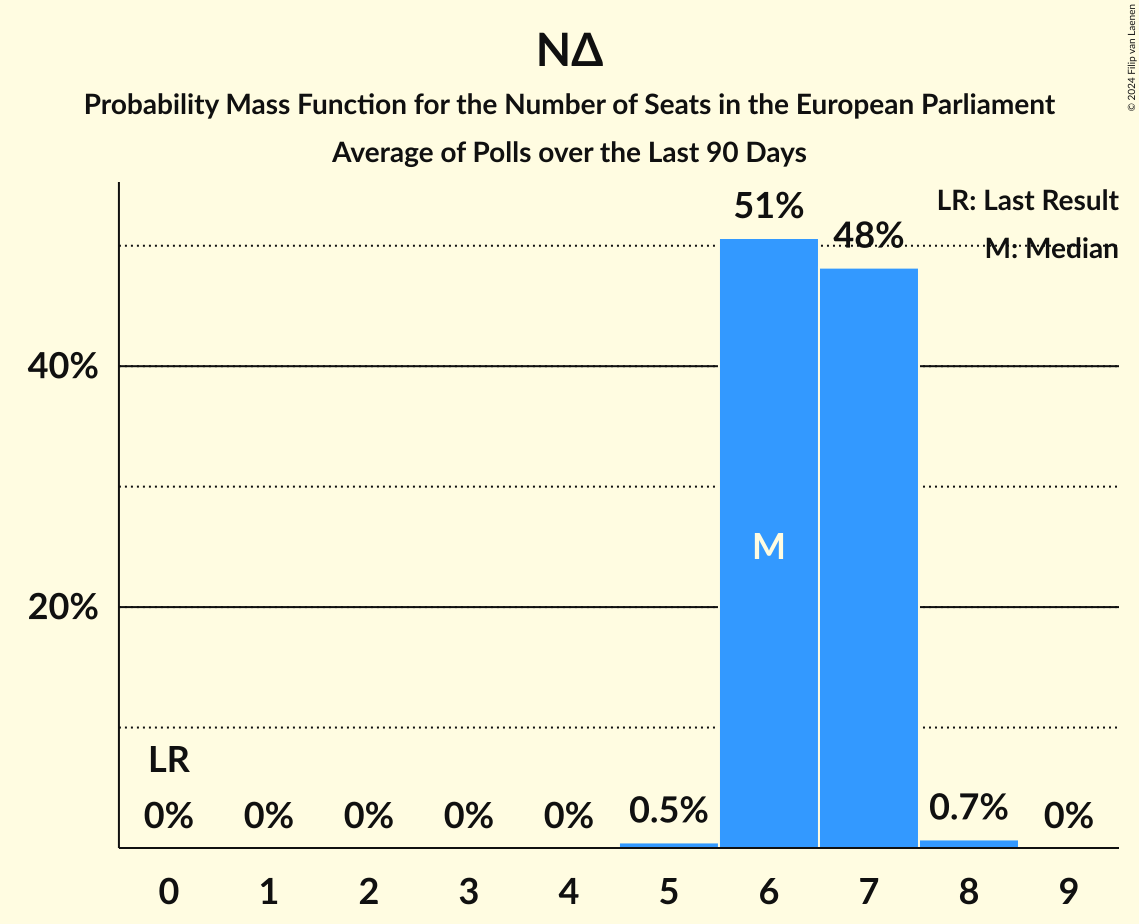 ΝΔ
Probability Mass Function for the Number of Seats in the European Parliament
Average of Polls over the Last 90 Days
© 2024 Filip van Laenen
LR: Last Result
M: Median
51%
48%
40%
20%
M
LR
0%
0%
0%
0%
0%
0.5%
0.7%
0%
0 1 2 3 4 5 6 7 8 9